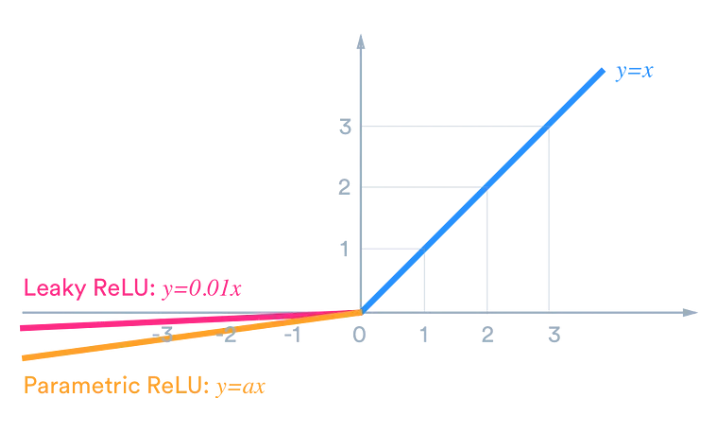 y=x
3
2
1
Leaky ReLU: y=0.01x
-3 -2 -1 0 1 2 3
Parametric ReLU: y=ax